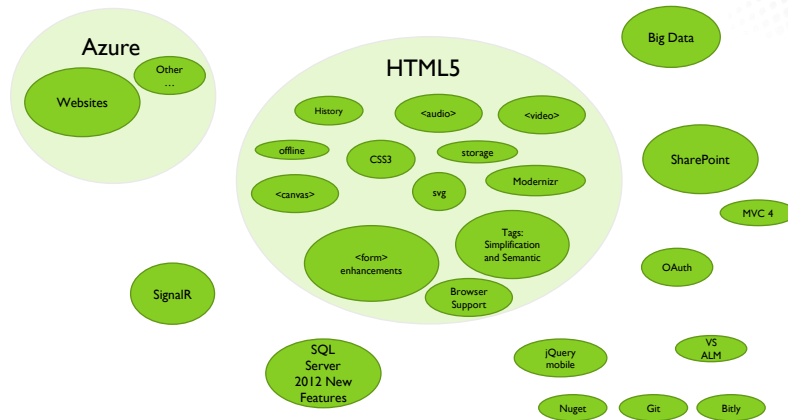 Azure
Other
…
Websites
HTML5
Big Data
History
<audio>
<video>
offline
CSS3
storage
SharePoint
<canvas>
svg
Modernizr
MVC 4
Tags:
Simplification
and Semantic
<form>
enhancements
OAuth
SignalR
Browser
Support
SQL
Server
2012 New
Features
jQuery
mobile
VS
ALM
Nuget
Git
Bitly